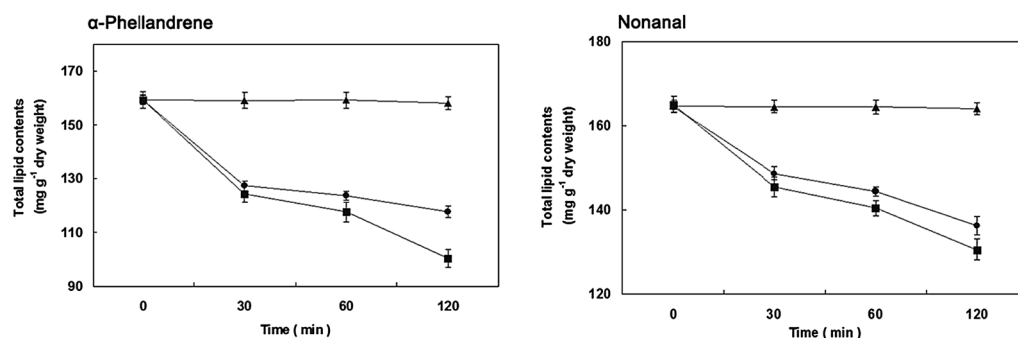 α-Phellandrene
Total lipid contents
(mg g⁻¹ dry weight)
170
150
130
110
90
0 30 60 120
Time ( min )
Nonanal
Total lipid contents
(mg g⁻¹ dry weight)
180
160
140
120
0 30 60 120
Time ( min )